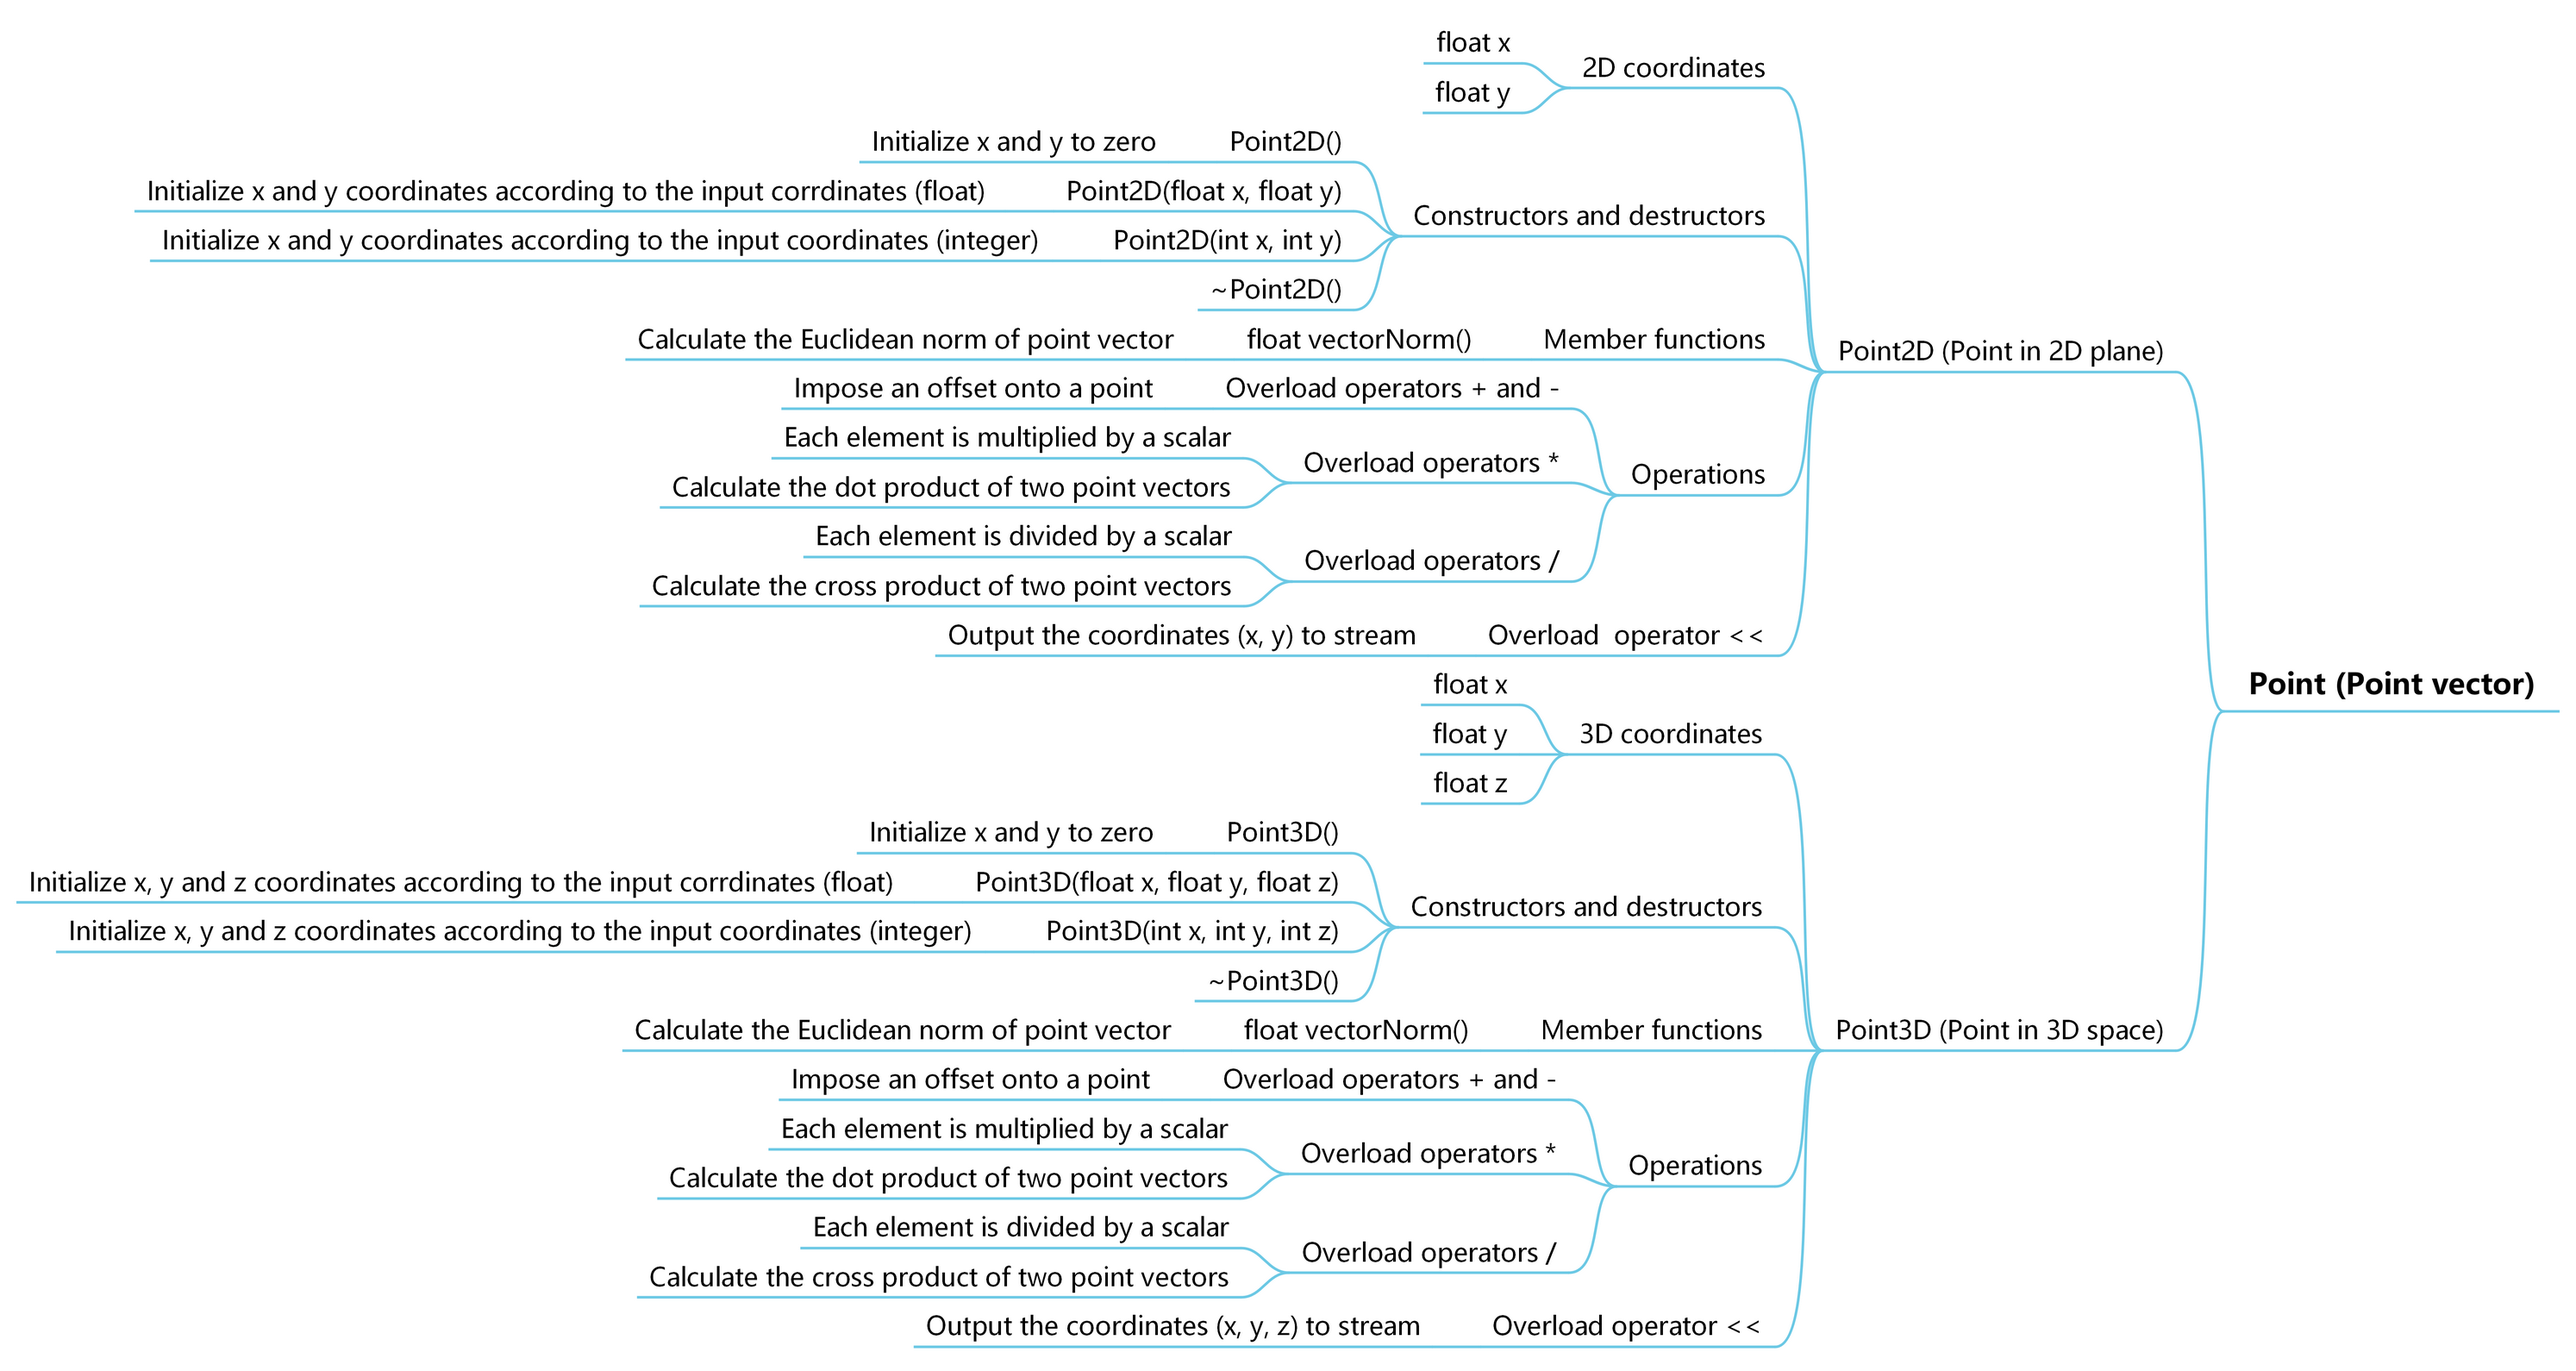 float x
2D coordinates
float y
Initialize x and y to zero
Point2D()
Initialize x and y coordinates according to the input corrdinates (float)
Point2D(float x, float y)
Constructors and destructors
Initialize x and y coordinates according to the input coordinates (integer)
Point2D(int x, int y)
~Point2D()
Calculate the Euclidean norm of point vector
float vectorNorm()
Member functions
Point2D (Point in 2D plane)
Impose an offset onto a point
Overload operators + and -
Each element is multiplied by a scalar
Overload operators *
Calculate the dot product of two point vectors
Operations
Each element is divided by a scalar
Overload operators /
Calculate the cross product of two point vectors
Output the coordinates (x, y) to stream
Overload  operator <<
Point (Point vector)
float x
float y
3D coordinates
float z
Initialize x and y to zero
Point3D()
Initialize x, y and z coordinates according to the input corrdinates (float)
Point3D(float x, float y, float z)
Constructors and destructors
Initialize x, y and z coordinates according to the input coordinates (integer)
Point3D(int x, int y, int z)
~Point3D()
Calculate the Euclidean norm of point vector
float vectorNorm()
Member functions
Point3D (Point in 3D space)
Impose an offset onto a point
Overload operators + and -
Each element is multiplied by a scalar
Overload operators *
Calculate the dot product of two point vectors
Operations
Each element is divided by a scalar
Overload operators /
Calculate the cross product of two point vectors
Output the coordinates (x, y, z) to stream
Overload operator <<